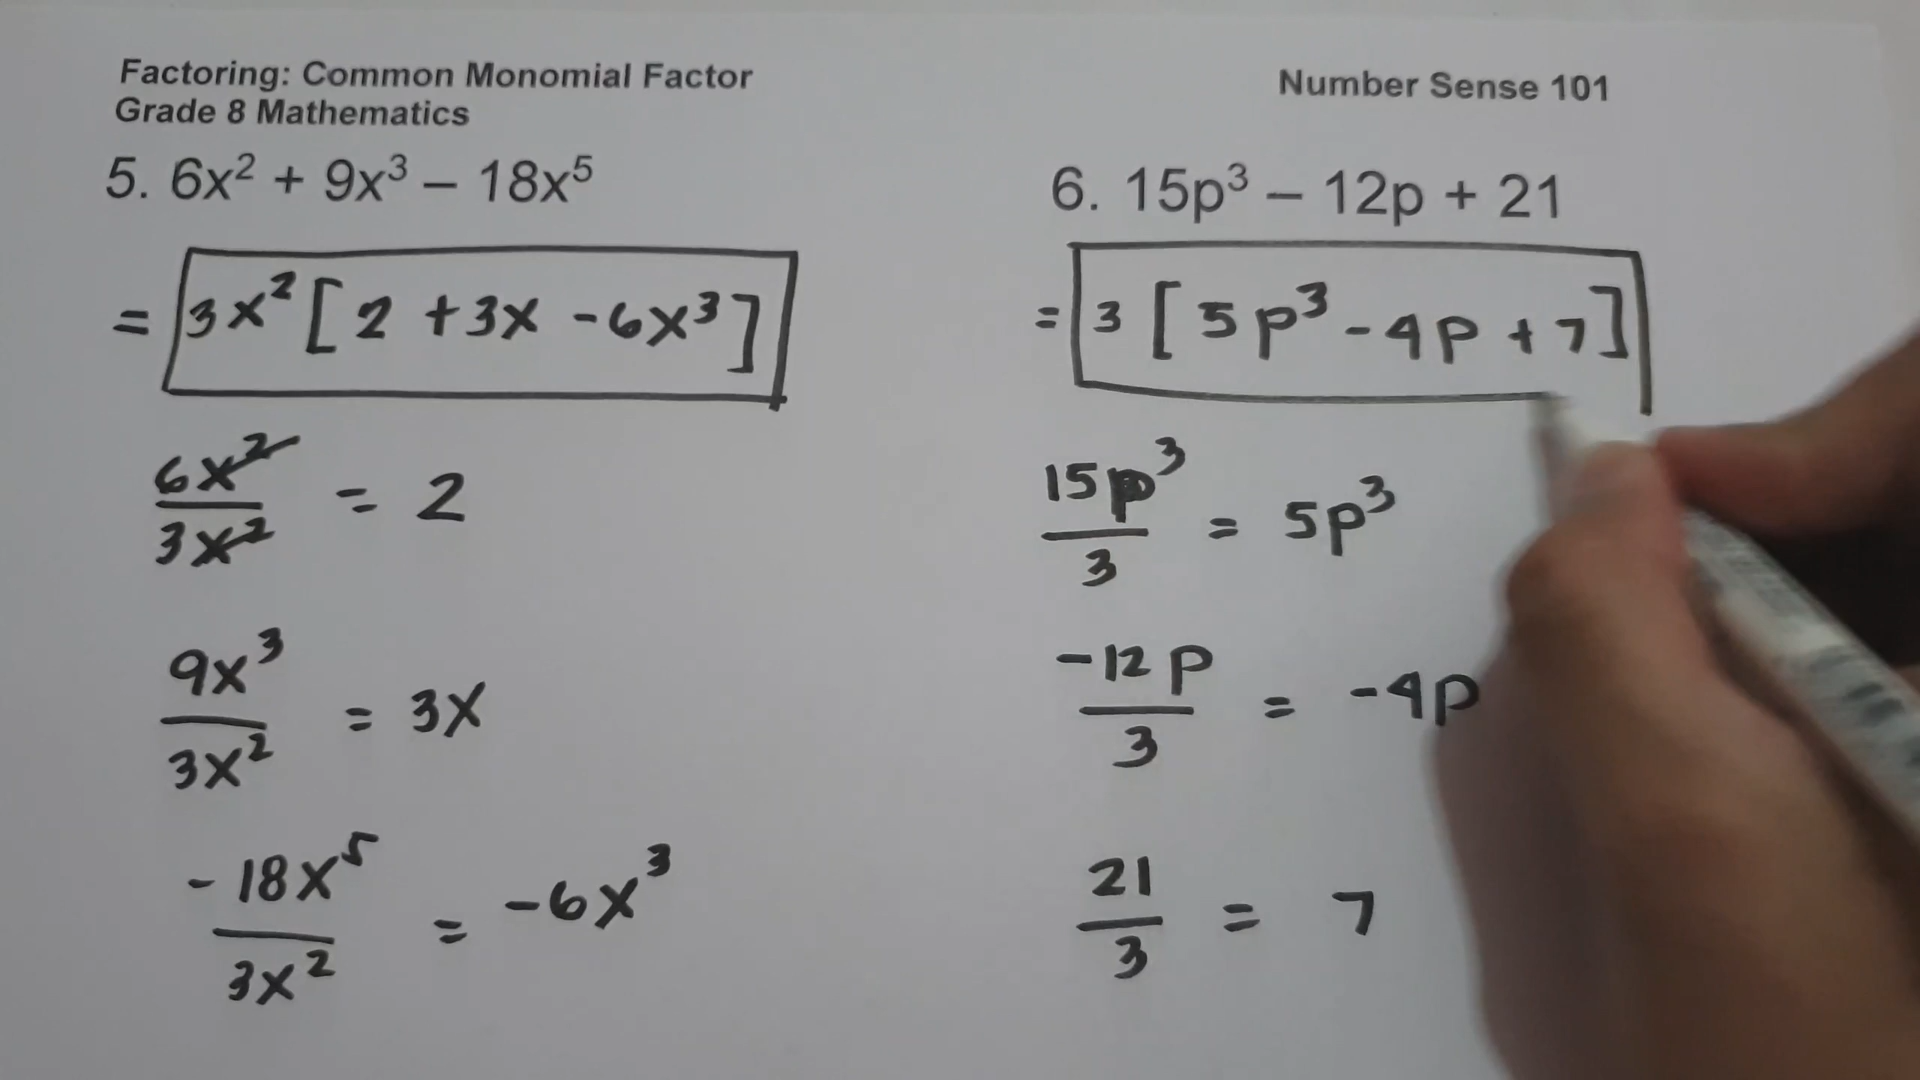 Factoring: Common Monomial Factor
Grade 8 Mathematics
Number Sense 101
5. 6x² + 9x³ – 18x⁵
= 3x² [ 2 + 3x - 6x³ ]
6x²/3x² = 2
9x³/3x² = 3x
-18x⁵/3x² = -6x³
6. 15p³ – 12p + 21
= 3 [ 5p³ - 4p + 7 ]
15p³/3 = 5p³
-12p/3 = -4p
21/3 = 7